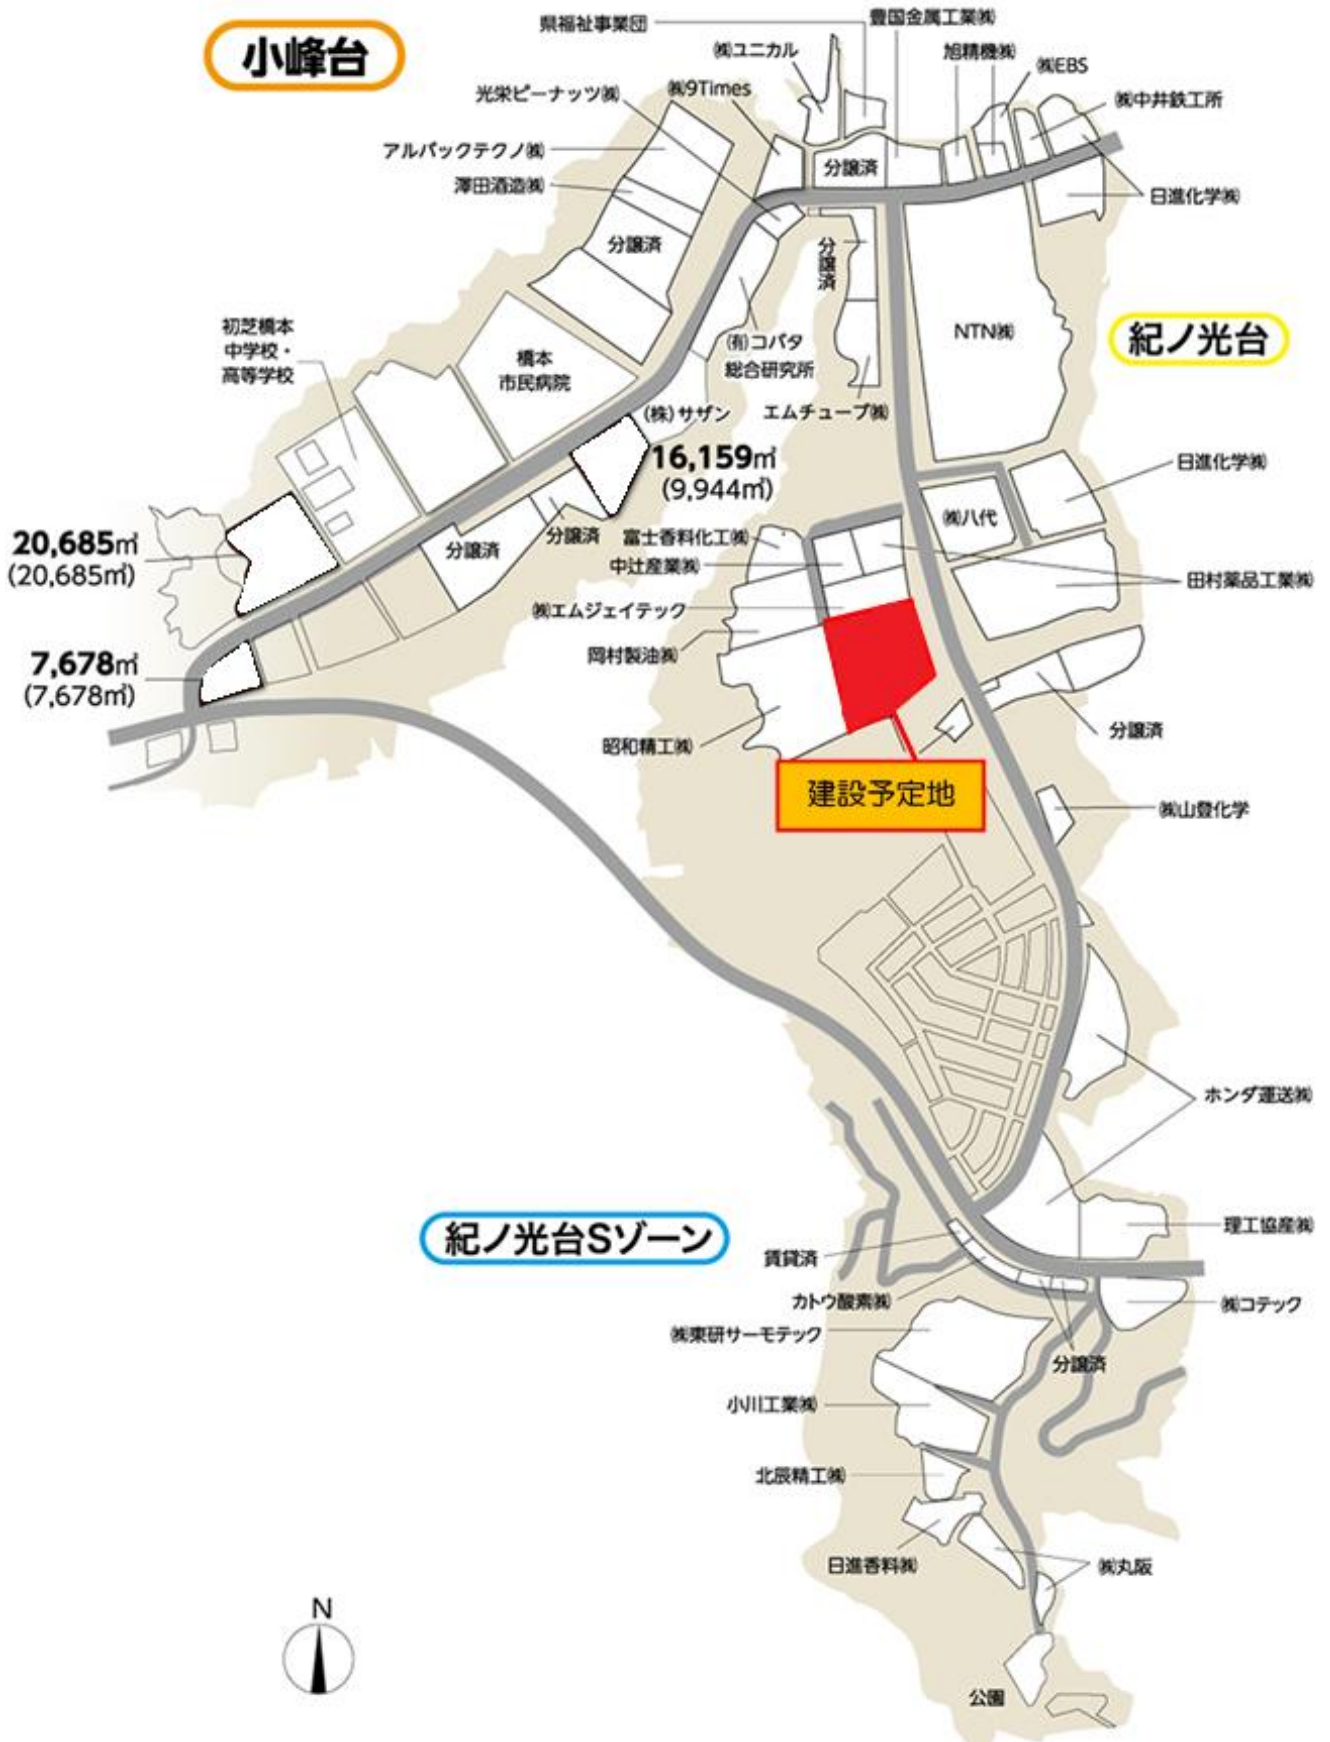 県福祉事業団
豊国金属工業㈱
小峰台
㈱ユニカル
旭精機㈱
㈱EBS
光栄ピーナッツ㈱
㈱9Times
㈱中井鉄工所
アルバックテクノ㈱
分譲済
澤田酒造㈱
日進化学㈱
分譲済
分譲済
初芝橋本
中学校・
高等学校
NTN㈱
紀ノ光台
橋本
市民病院
(有)コバタ
総合研究所
(株)サザン
エムチューブ㈱
16,159㎡
(9,944㎡)
日進化学㈱
㈱八代
20,685㎡
(20,685㎡)
分譲済
分譲済
富士香料化工㈱
中辻産業㈱
田村薬品工業㈱
㈱エムジェイテック
岡村製油㈱
7,678㎡
(7,678㎡)
昭和精工㈱
分譲済
建設予定地
㈱山登化学
ホンダ運送㈱
紀ノ光台Sゾーン
理工協産㈱
賃貸済
カトウ酸素㈱
㈱コテック
㈱東研サーモテック
分譲済
小川工業㈱
北辰精工㈱
日進香料㈱
㈱丸阪
N
公園